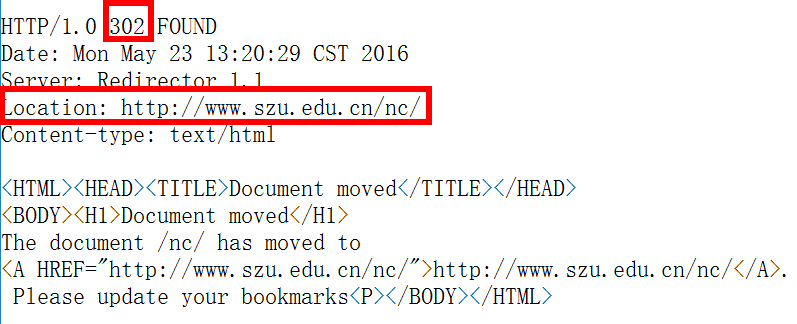 HTTP/1.0 302 FOUND
Date: Mon May 23 13:20:29 CST 2016
Server: Redirector 1.1
Location: http://www.szu.edu.cn/nc/
Content-type: text/html
<HTML><HEAD><TITLE>Document moved</TITLE></HEAD>
<BODY><H1>Document moved</H1>
The document /nc/ has moved to
<A HREF="http://www.szu.edu.cn/nc/">http://www.szu.edu.cn/nc/</A>.
Please update your bookmarks<P></BODY></HTML>